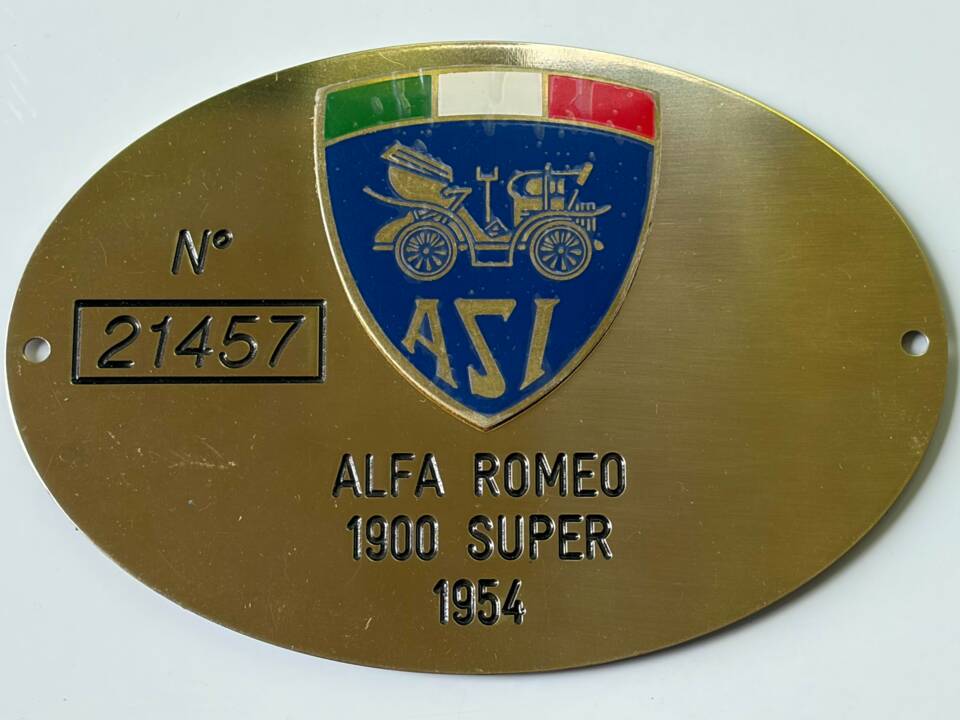 N°
21457
ASI
ALFA ROMEO
1900 SUPER
1954